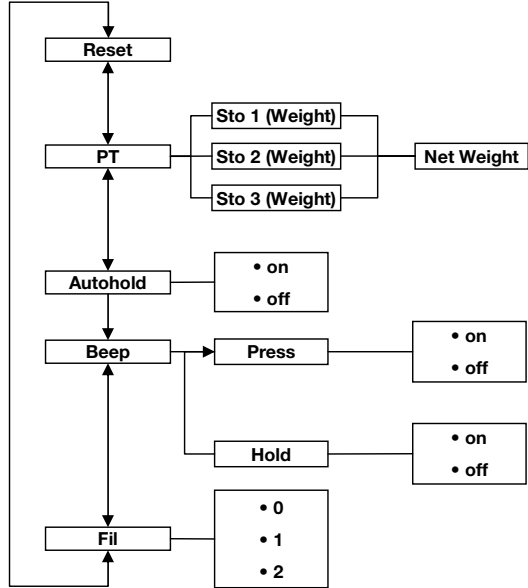 Reset
Sto 1 (Weight)
PT
Sto 2 (Weight)
Net Weight
Sto 3 (Weight)
Autohold
• on
• off
Beep
Press
• on
• off
Hold
• on
• off
Fil
• 0
• 1
• 2